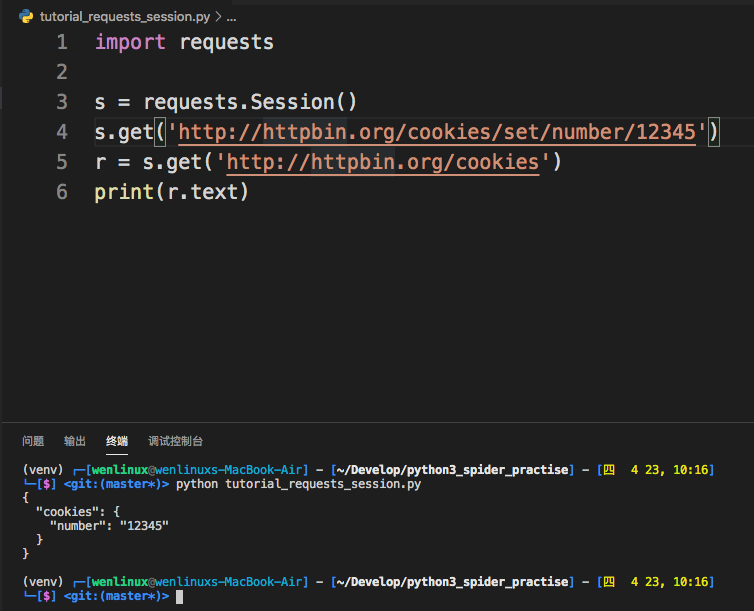 tutorial_requests_session.py > ...
1 import requests
2
3 s = requests.Session()
4 s.get('http://httpbin.org/cookies/set/number/12345')
5 r = s.get('http://httpbin.org/cookies')
6 print(r.text)
问题 输出 终端 调试控制台
(venv) ┌─[wenlinux@wenlinuxs-MacBook-Air] - [~/Develop/python3_spider_practise] - [四  4 23, 10:16]
└─[$] <git:(master*)> python tutorial_requests_session.py
{
  "cookies": {
    "number": "12345"
  }
}
(venv) ┌─[wenlinux@wenlinuxs-MacBook-Air] - [~/Develop/python3_spider_practise] - [四  4 23, 10:16]
└─[$] <git:(master*)>